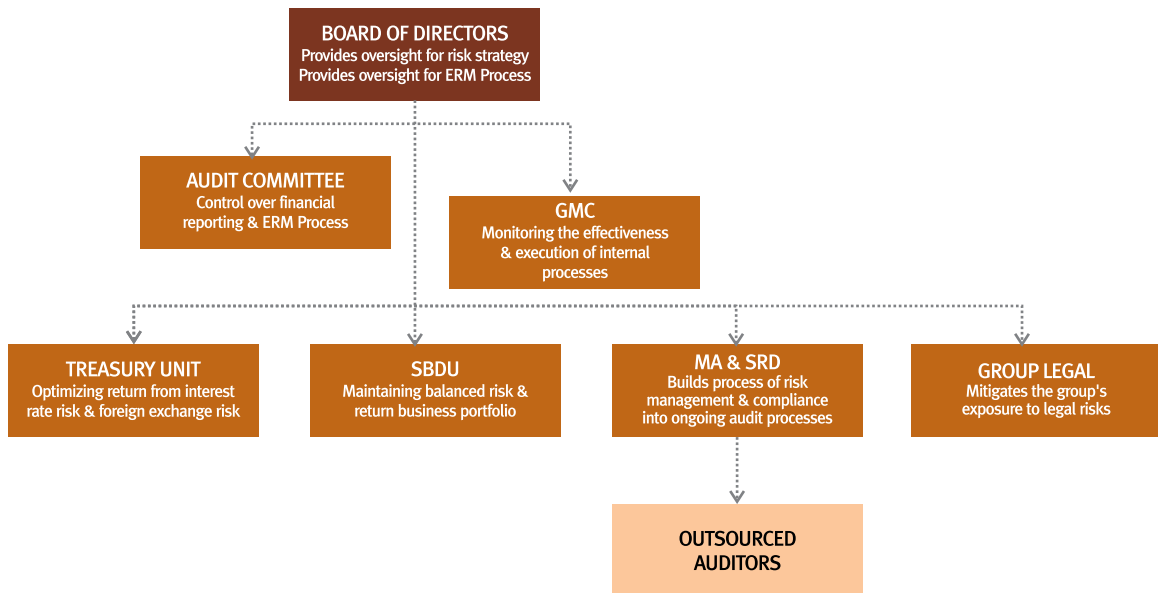 BOARD OF DIRECTORS
Provides oversight for risk strategy
Provides oversight for ERM Process
AUDIT COMMITTEE
Control over financial
reporting & ERM Process
GMC
Monitoring the effectiveness
& execution of internal
processes
TREASURY UNIT
Optimizing return from interest
rate risk & foreign exchange risk
SBDU
Maintaining balanced risk &
return business portfolio
MA & SRD
Builds process of risk
management & compliance
into ongoing audit processes
GROUP LEGAL
Mitigates the group's
exposure to legal risks
OUTSOURCED
AUDITORS